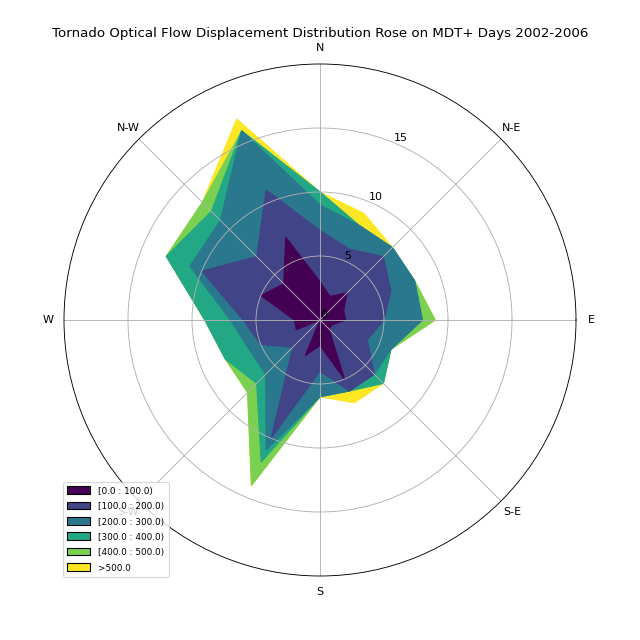 Tornado Optical Flow Displacement Distribution Rose on MDT+ Days 2002-2006
N
N-W
N-E
15
10
5
0
W
E
[0.0 : 100.0)
[100.0 : 200.0)
[200.0 : 300.0)
[300.0 : 400.0)
[400.0 : 500.0)
>500.0
S-W
S-E
S